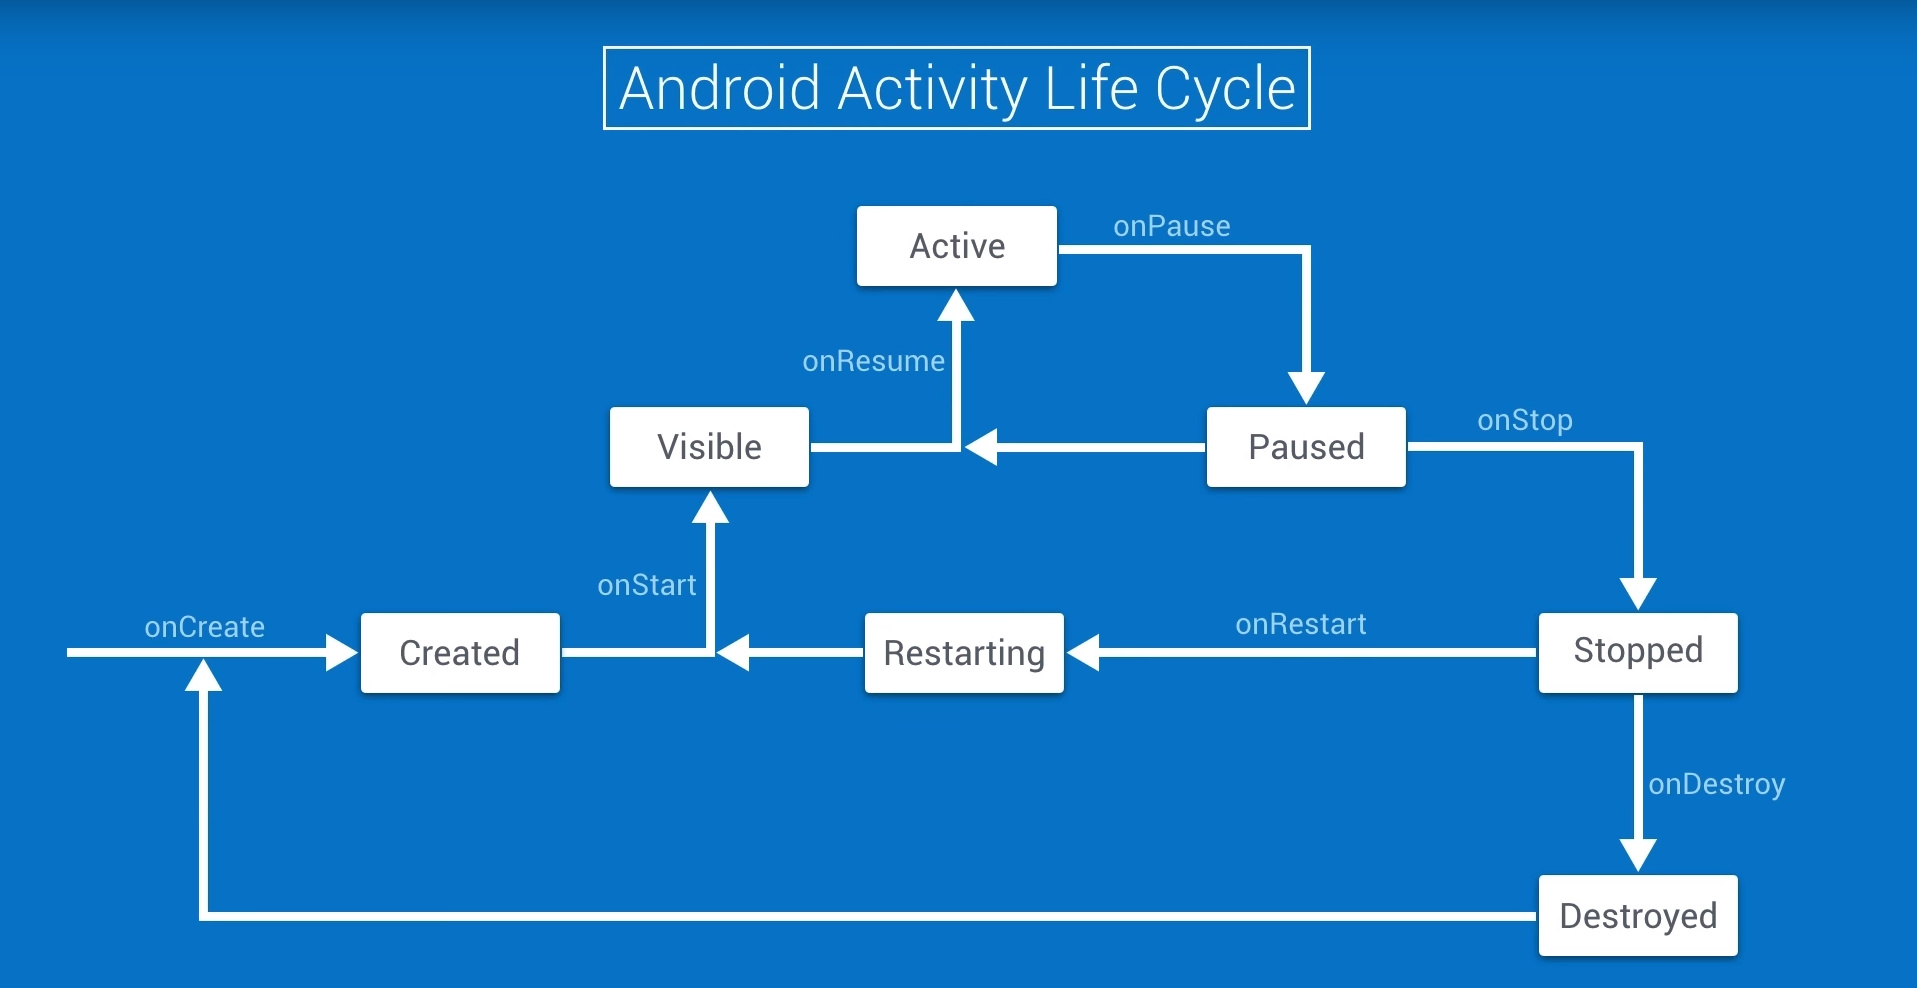 Android Activity Life Cycle
Active
onPause
onResume
Visible
Paused
onStop
onStart
onCreate
Created
Restarting
onRestart
Stopped
onDestroy
Destroyed